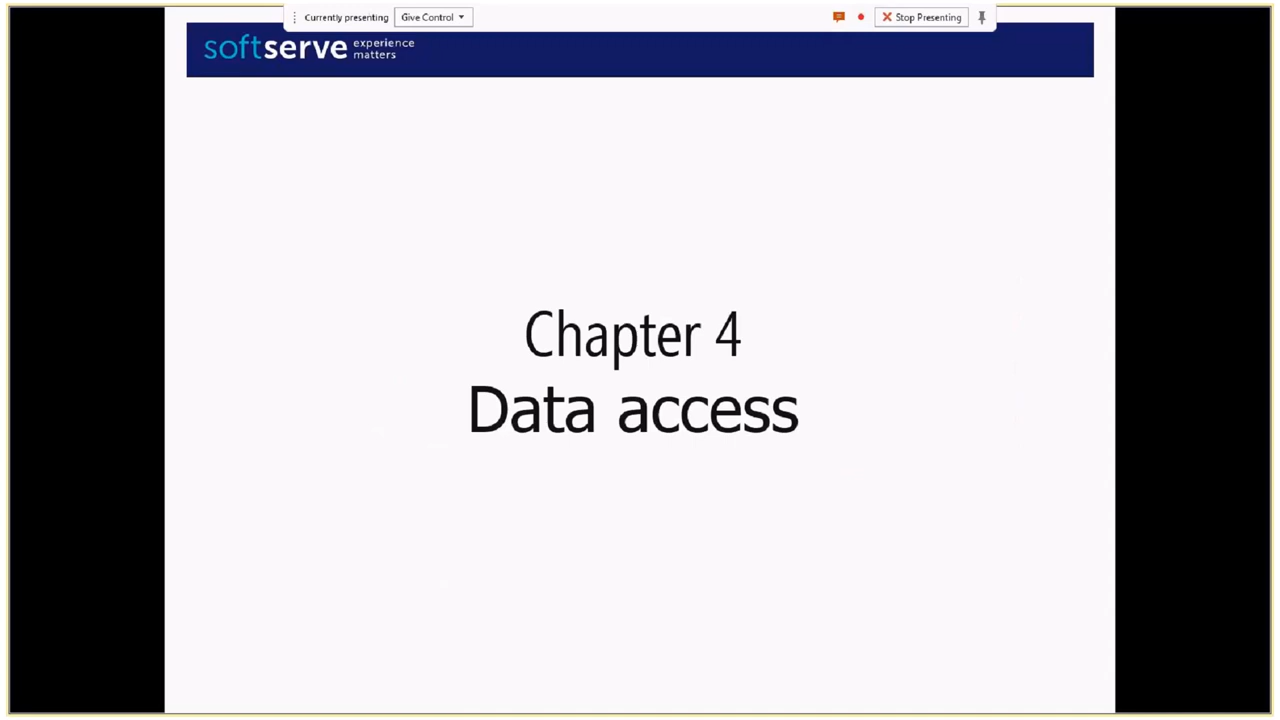 Currently presenting Give Control Stop Presenting
softserve experience
matters
Chapter 4
Data access